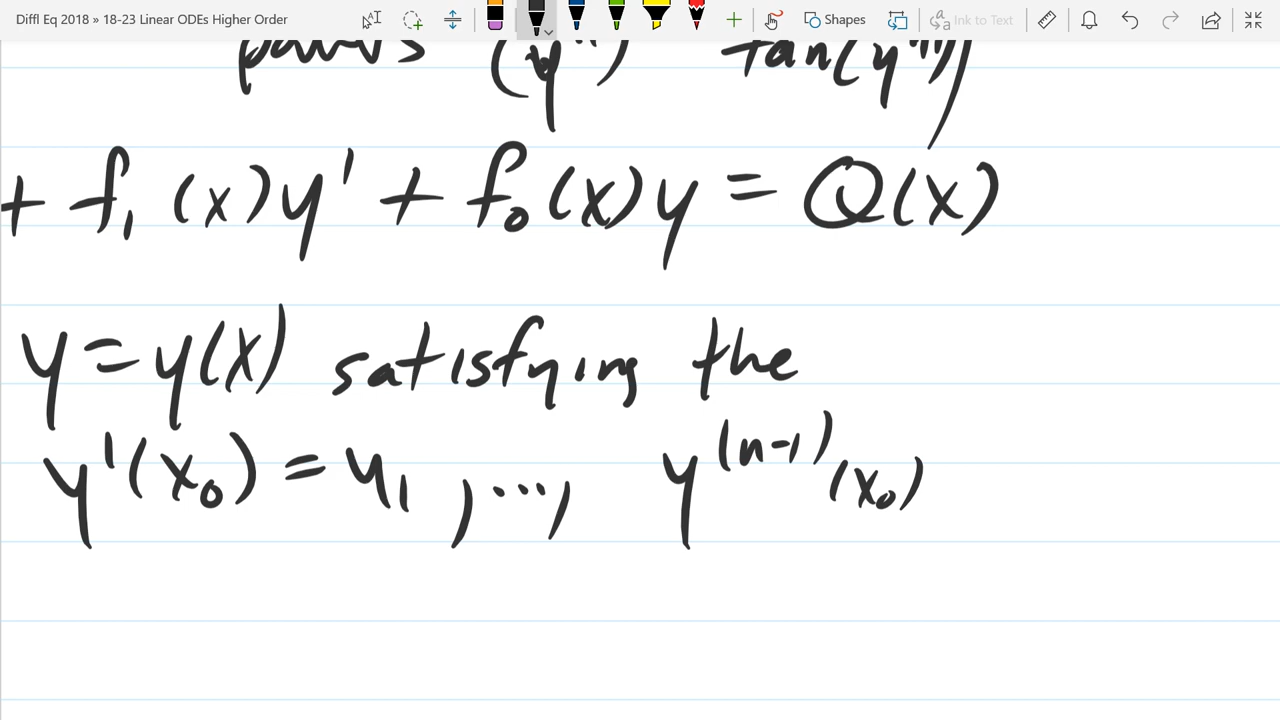 Diffl Eq 2018 » 18-23 Linear ODEs Higher Order Shapes Ink to Text
(y'') tan(y''')
+ f₁(x)y' + f₀(x)y = Q(x)
y = y(x) satisfying the
y'(x₀) = y₁, ..., y⁽ⁿ⁻¹⁾(x₀)